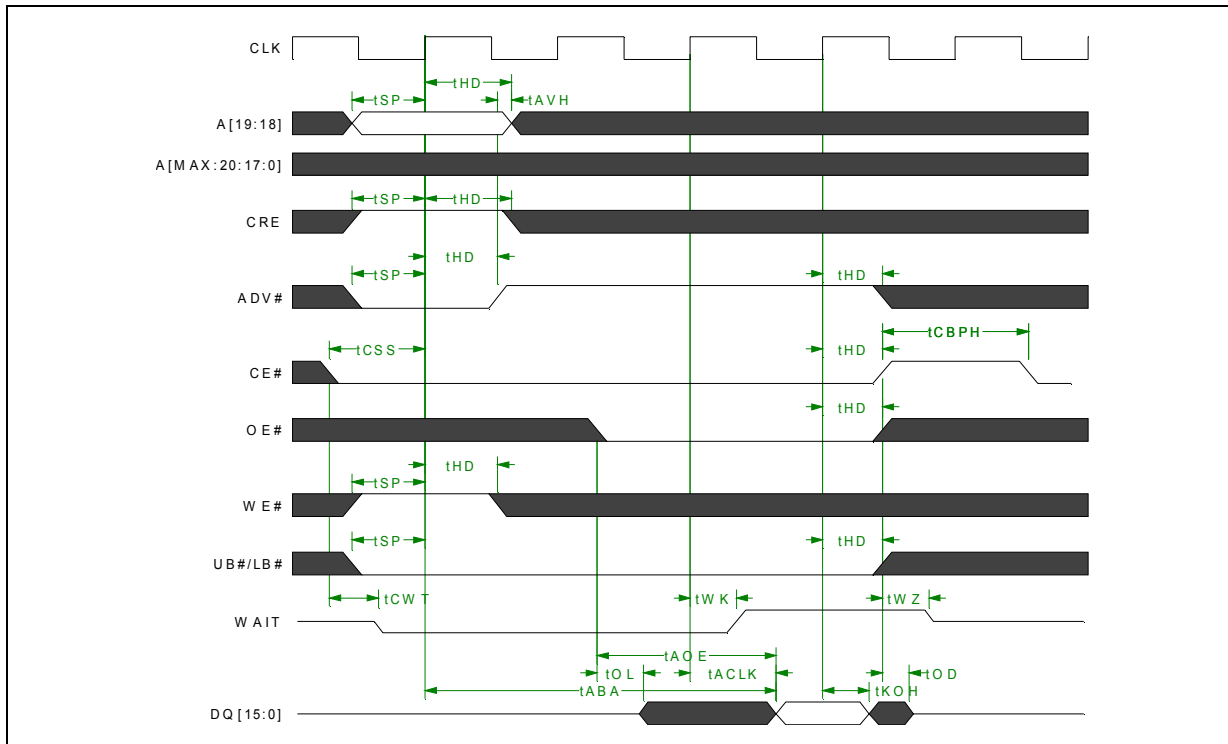 CLK
tHD
tSP
tAVH
A[19:18]
A[MAX:20:17:0]
tSP
tHD
CRE
tHD
tSP
tHD
ADV#
tCBPH
tCSS
tHD
CE#
tHD
OE#
tHD
tSP
WE#
tSP
tHD
UB#/LB#
tCWT
tWK
tWZ
WAIT
tAOE
tOL
tACLK
tOD
tABA
tKOH
DQ[15:0]